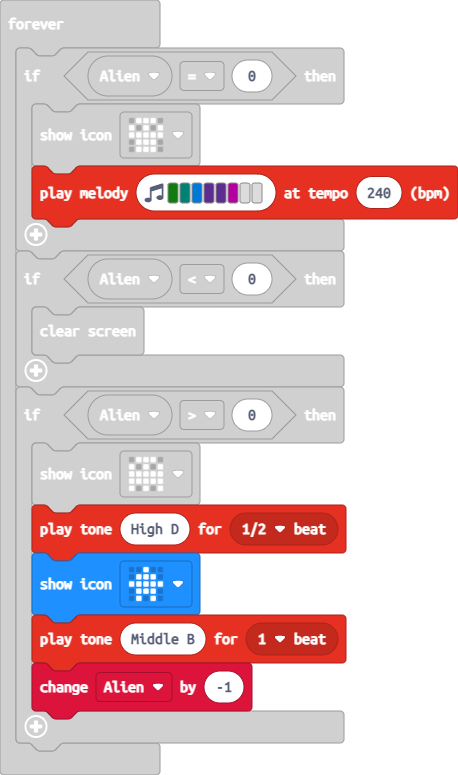 forever
if Alien = 0 then
show icon
play melody at tempo 240 (bpm)
if Alien < 0 then
clear screen
if Alien > 0 then
show icon
play tone High D for 1/2 beat
show icon
play tone Middle B for 1 beat
change Alien by -1